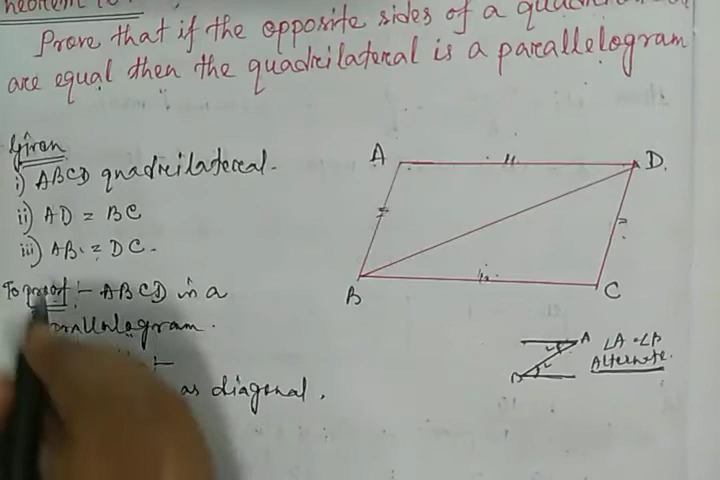 Prove that if the opposite sides of a
are equal then the quadrilateral is a parallelogram
Given
i) ABCD quadrilateral.
ii) AD = BC
iii) AB = DC.
To proof :- ABCD is a
as diagonal.
A
D.
B
C
A
∠A = ∠B
Alternate.